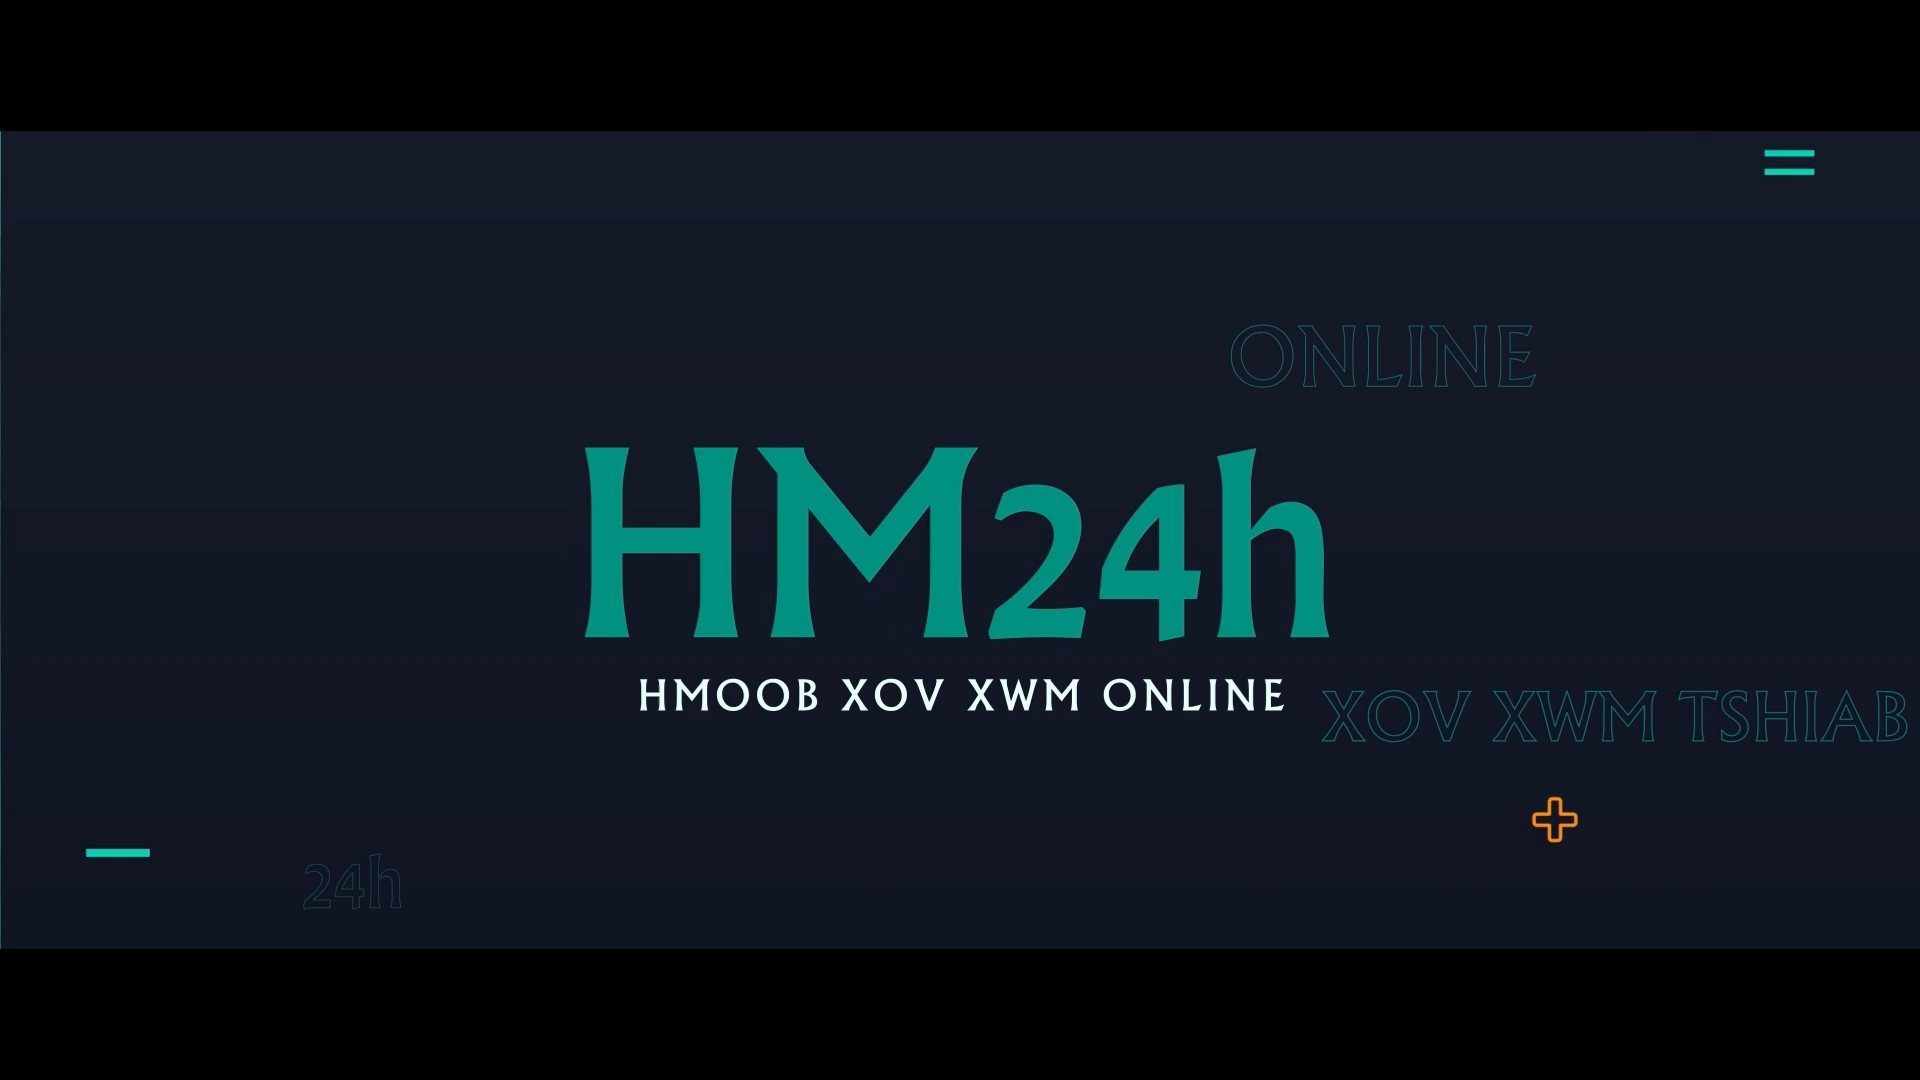 ONLINE
HM24h
HMOOB XOV XWM ONLINE
XOV XWM TSHIAB
24h